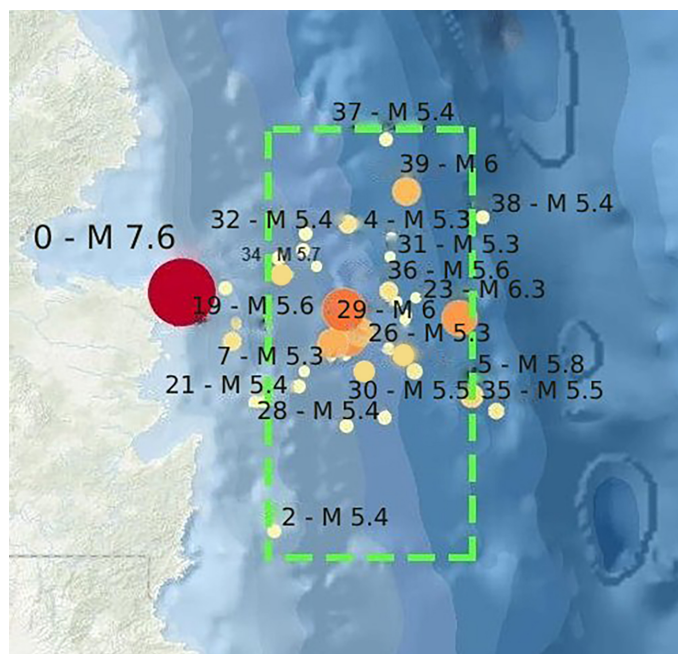 37 - M 5.4
39 - M 6
38 - M 5.4
32 - M 5.4
4 - M 5.3
0 - M 7.6
31 - M 5.3
34 M 5.7
36 - M 5.6
23 - M 6.3
19 - M 5.6
29 - M 6
26 - M 5.3
7 - M 5.3
5 - M 5.8
21 - M 5.4
30 - M 5.5
35 - M 5.5
28 - M 5.4
2 - M 5.4